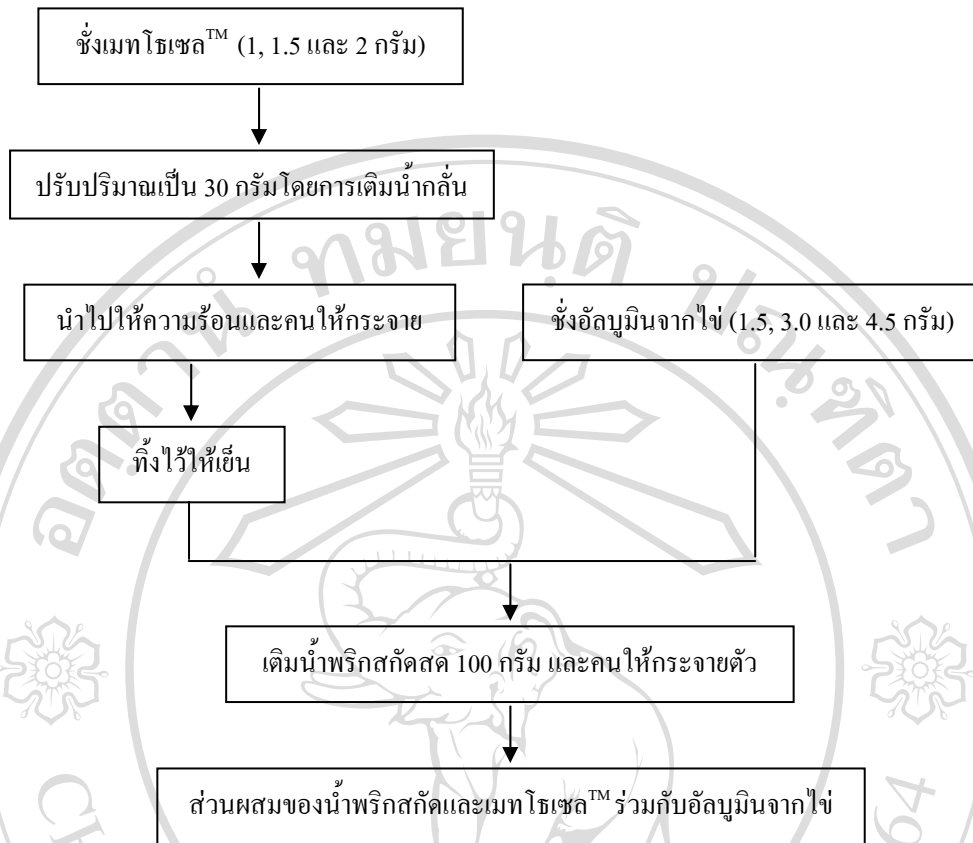 ชั่งเมทโธเซล™ (1, 1.5 และ 2 กรัม)
ปรับปริมาณเป็น 30 กรัมโดยการเติมน้ำกลั่น
นำไปให้ความร้อนและคนให้กระจาย
ชั่งอัลบูมินจากไข่ (1.5, 3.0 และ 4.5 กรัม)
ทิ้งไว้ให้เย็น
เติมน้ำพริกสกัดสด 100 กรัม และคนให้กระจายตัว
ส่วนผสมของน้ำพริกสกัดและเมทโธเซล™ ร่วมกับอัลบูมินจากไข่